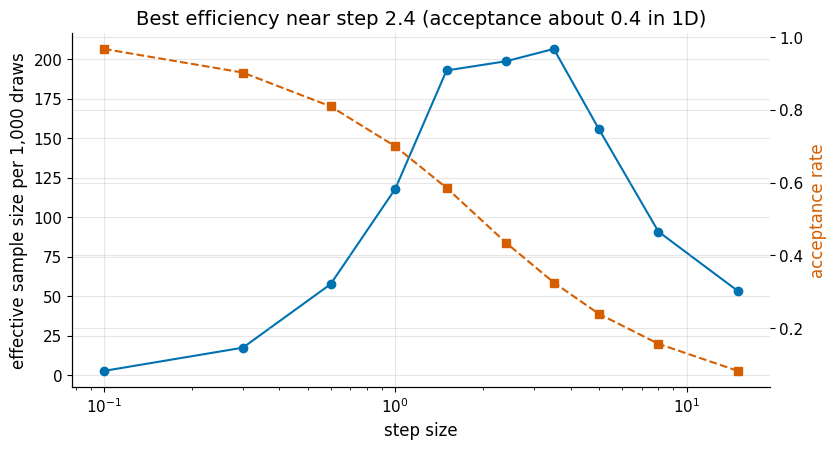 Best efficiency near step 2.4 (acceptance about 0.4 in 1D)
effective sample size per 1,000 draws
200
175
150
125
100
75
50
25
0
1.0
0.8
0.6
0.4
0.2
acceptance rate
10⁻¹ 10⁰ 10¹
step size